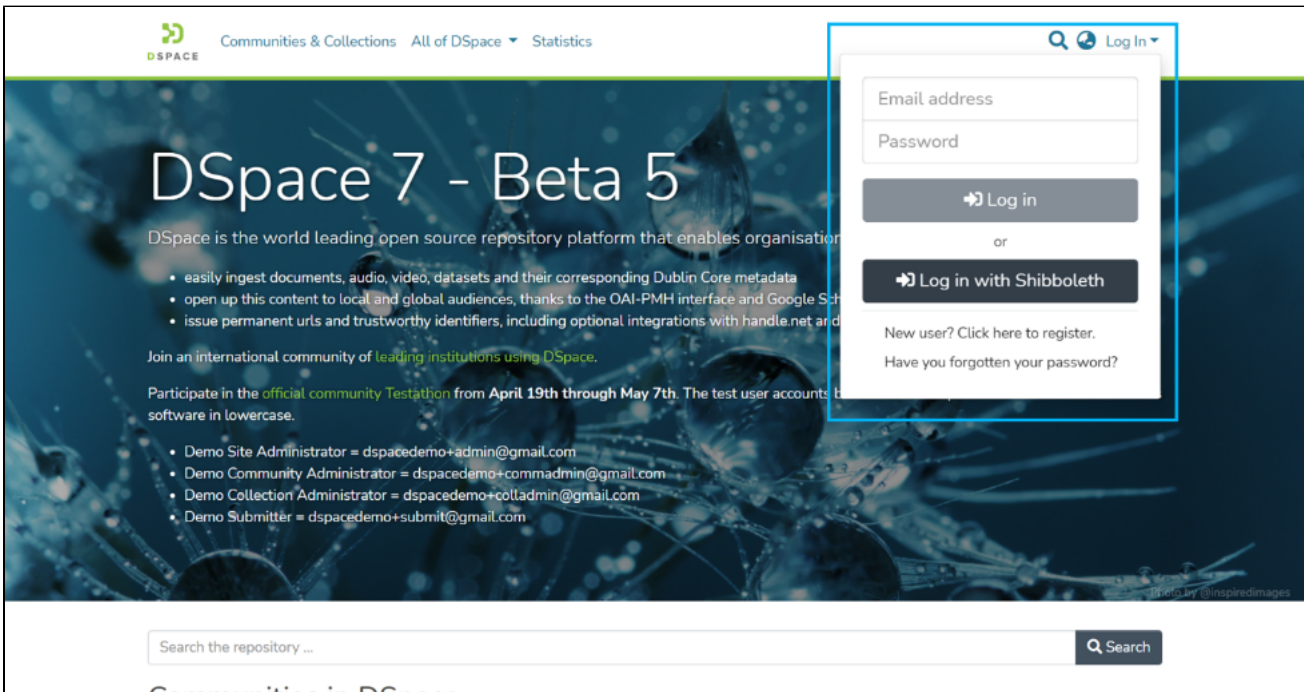 DSPACE
Communities & Collections All of DSpace Statistics Log In
Email address
Password
Log in
or
Log in with Shibboleth
New user? Click here to register.
Have you forgotten your password?
DSpace 7 - Beta 5
DSpace is the world leading open source repository platform that enables
easily ingest documents, audio, video, datasets and their corresponding Dublin Core metadata
open up this content to local and global audiences, thanks to the OAI-PMH interface and Google
issue permanent urls and trustworthy identifiers, including optional integrations with handle.net and
Join an international community of leading institutions using DSpace.
Participate in the official community Testathon from April 19th through May 7th. The test user accounts
software in lowercase.
Demo Site Administrator = dspacedemo+admin@gmail.com
Demo Community Administrator = dspacedemo+commadmin@gmail.com
Demo Collection Administrator = dspacedemo+colladmin@gmail.com
Demo Submitter = dspacedemo+submit@gmail.com
Photo by @inspiredimages
Search the repository ...
Search